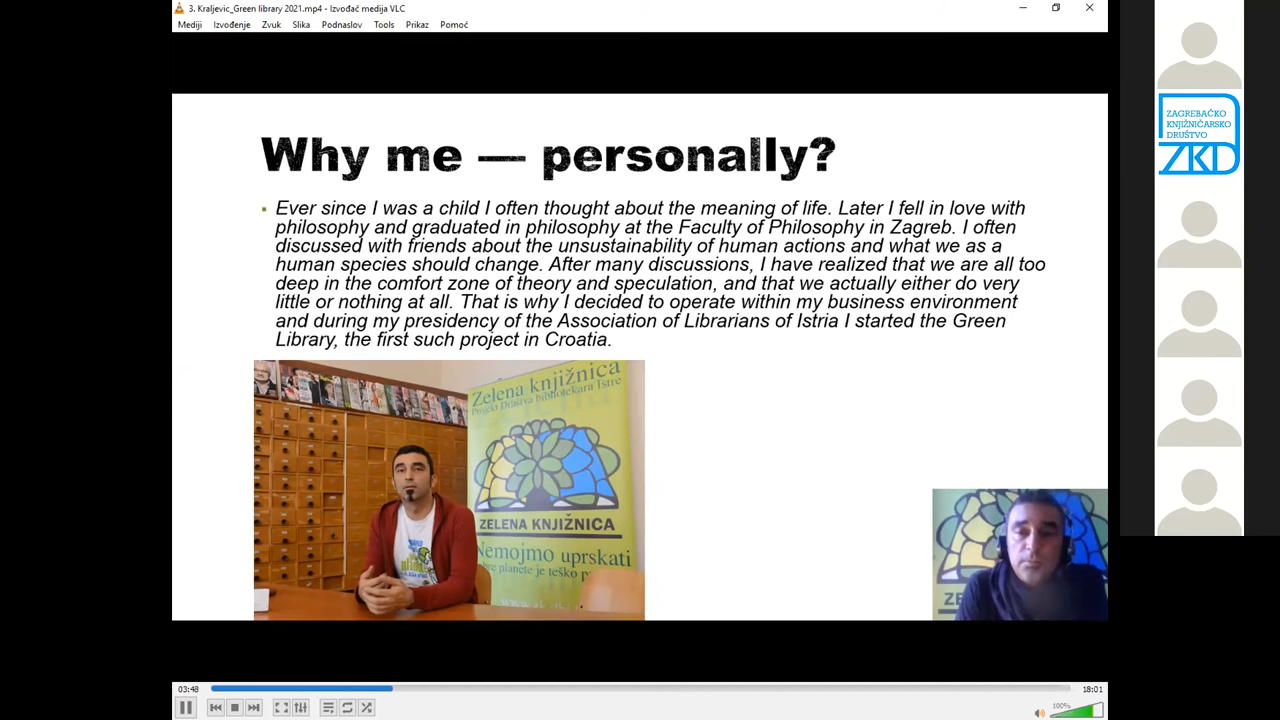 3. Kraljevic_Green library 2021.mp4 - Izvođač medija VLC
Mediji Izvođenje Zvuk Slika Podnaslov Tools Prikaz Pomoć
ZAGREBAČKO
KNJIŽNIČARSKO
DRUŠTVO
ZKD
Why me — personally?
Ever since I was a child I often thought about the meaning of life. Later I fell in love with
philosophy and graduated in philosophy at the Faculty of Philosophy in Zagreb. I often
discussed with friends about the unsustainability of human actions and what we as a
human species should change. After many discussions, I have realized that we are all too
deep in the comfort zone of theory and speculation, and that we actually either do very
little or nothing at all. That is why I decided to operate within my business environment
and during my presidency of the Association of Librarians of Istria I started the Green
Library, the first such project in Croatia.
Zelena knjižnica
Projekt Društva bibliotekara Istre
ZELENA KNJIŽNICA
Nemojmo uprskati
planete je teško
03:48
18:01
100%